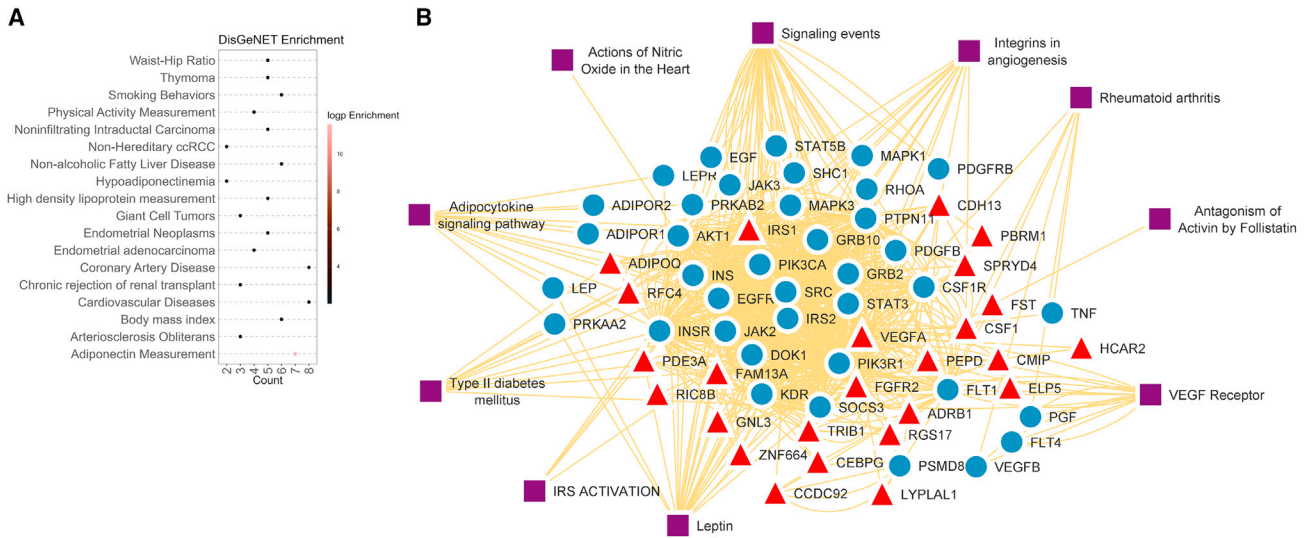 A
DisGeNET Enrichment
Waist-Hip Ratio
Thymoma
Smoking Behaviors
Physical Activity Measurement
Noninfiltrating Intraductal Carcinoma
Non-Hereditary ccRCC
Non-alcoholic Fatty Liver Disease
Hypoadiponectinemia
High density lipoprotein measurement
Giant Cell Tumors
Endometrial Neoplasms
Endometrial adenocarcinoma
Coronary Artery Disease
Chronic rejection of renal transplant
Cardiovascular Diseases
Body mass index
Arteriosclerosis Obliterans
Adiponectin Measurement
2 3 4 5 6 7 8
Count
logp Enrichment
10
8
6
4
B
Signaling events
Actions of Nitric
Oxide in the Heart
Integrins in
angiogenesis
Rheumatoid arthritis
Adipocytokine
signaling pathway
Antagonism of
Activin by Follistatin
Type II diabetes
mellitus
VEGF Receptor
IRS ACTIVATION
Leptin
STAT5B
EGF
MAPK1
LEPR
JAK3
SHC1
PDGFRB
RHOA
ADIPOR2
PRKAB2
MAPK3
CDH13
PTPN11
ADIPOR1
AKT1
IRS1
GRB10
PBRM1
PDGFB
ADIPOQ
INS
PIK3CA
GRB2
SPRYD4
LEP
RFC4
EGFR
SRC
STAT3
CSF1R
FST
TNF
PRKAA2
INSR
JAK2
IRS2
VEGFA
CSF1
HCAR2
PDE3A
DOK1
PIK3R1
PEPD
CMIP
FAM13A
RIC8B
KDR
FGFR2
FLT1
ELP5
GNL3
SOCS3
ADRB1
PGF
TRIB1
RGS17
FLT4
ZNF664
CEBPG
PSMD8
VEGFB
CCDC92
LYPLAL1